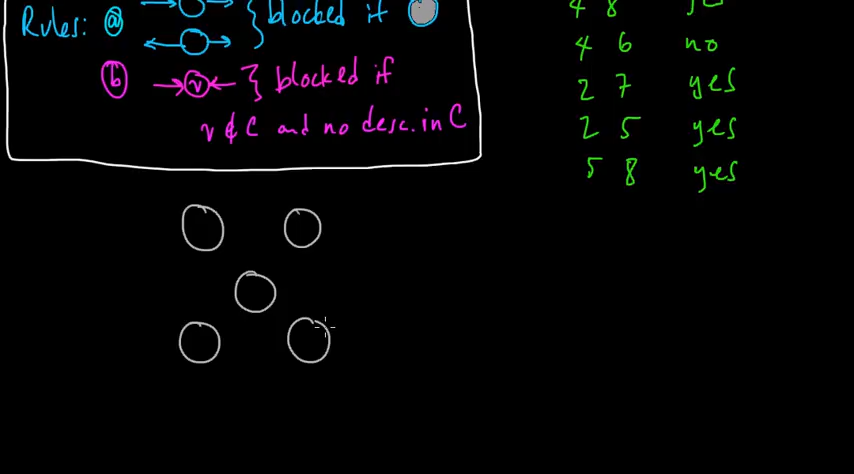 4 8
Rules: ⓐ } blocked if
4 6 no
ⓑ → v ← } blocked if
2 7 yes
v ∉ C and no desc. in C
2 5 yes
5 8 yes